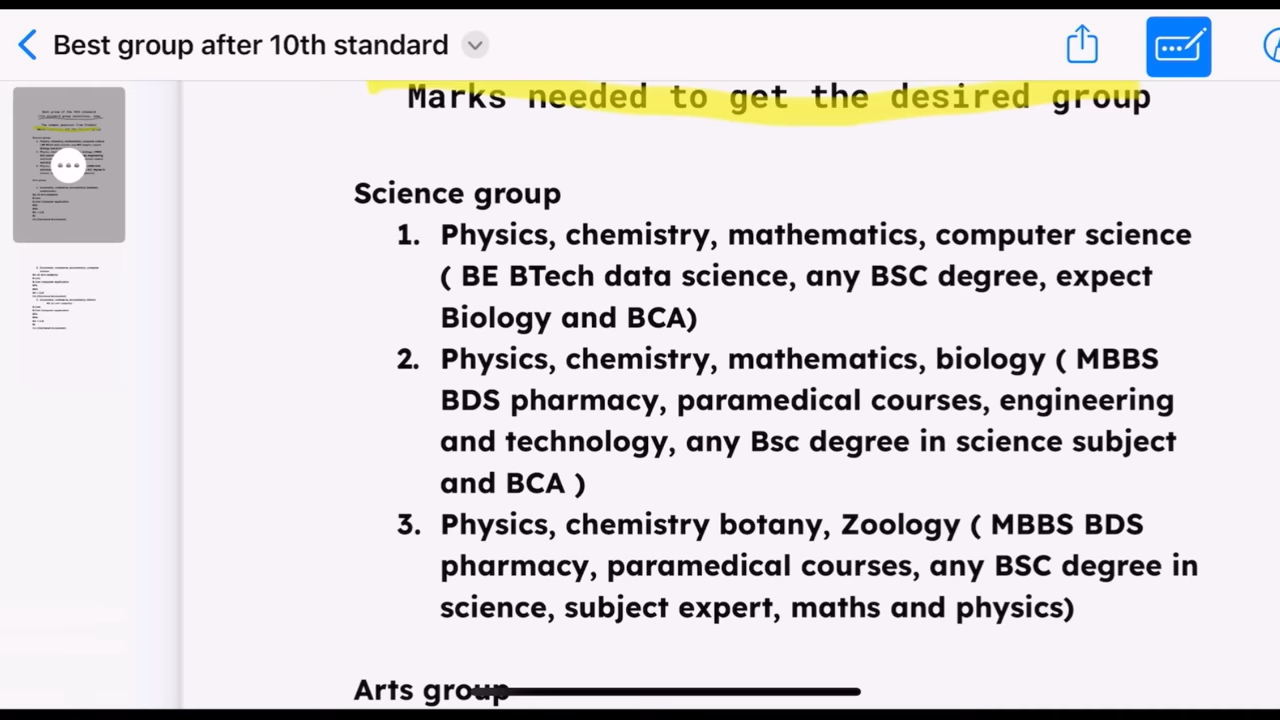 Best group after 10th standard
Marks needed to get the desired group
Science group
1. Physics, chemistry, mathematics, computer science
( BE BTech data science, any BSC degree, expect
Biology and BCA)
2. Physics, chemistry, mathematics, biology ( MBBS
BDS pharmacy, paramedical courses, engineering
and technology, any Bsc degree in science subject
and BCA )
3. Physics, chemistry botany, Zoology ( MBBS BDS
pharmacy, paramedical courses, any BSC degree in
science, subject expert, maths and physics)
Arts group